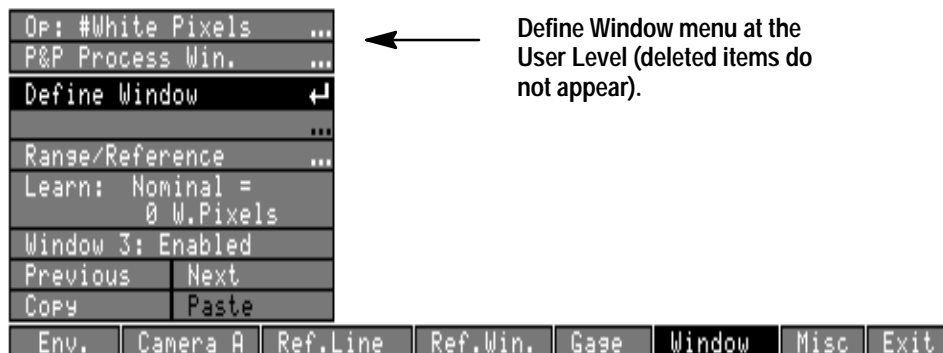 Op: #White Pixels ...
P&P Process Win. ...
Define Window ↵
...
Range/Reference ...
Learn: Nominal =
0 W.Pixels
Window 3: Enabled
Previous Next
Copy Paste
Define Window menu at the
User Level (deleted items do
not appear).
Env. Camera A Ref.Line Ref.Win. Gage Window Misc Exit